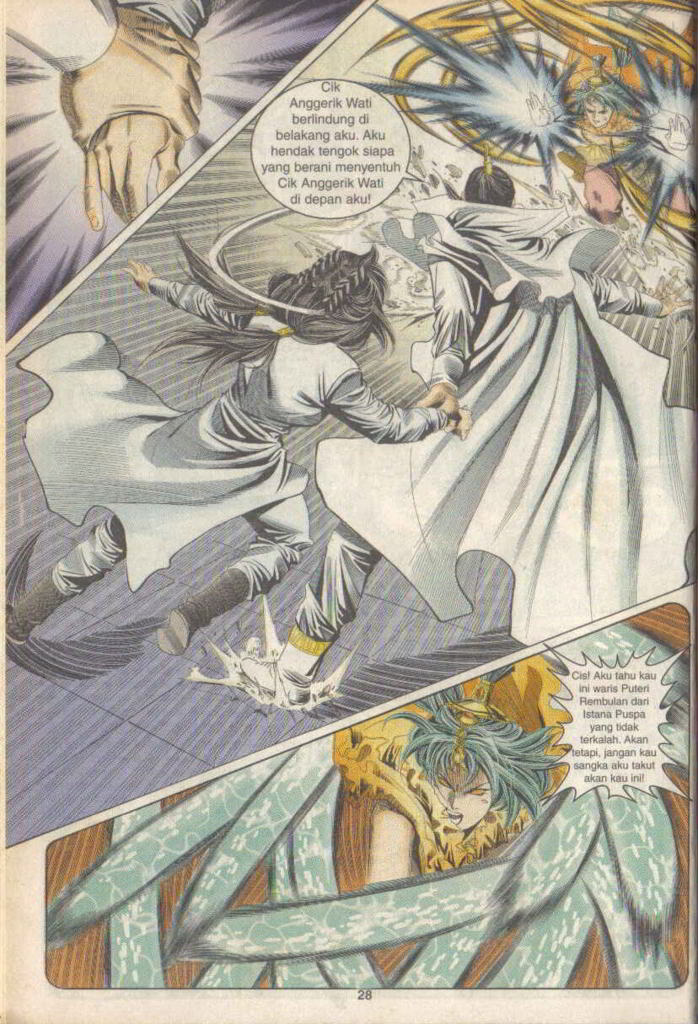 Cik
Anggerik Wati
berlindung di
belakang aku. Aku
hendak tengok siapa
yang berani menyentuh
Cik Anggerik Wati
di depan aku!
Cis! Aku tahu kau
ini waris Puteri
Rembulan dari
Istana Puspa
yang tidak
terkalah. Akan
tetapi, jangan kau
sangka aku takut
akan kau ini!
28